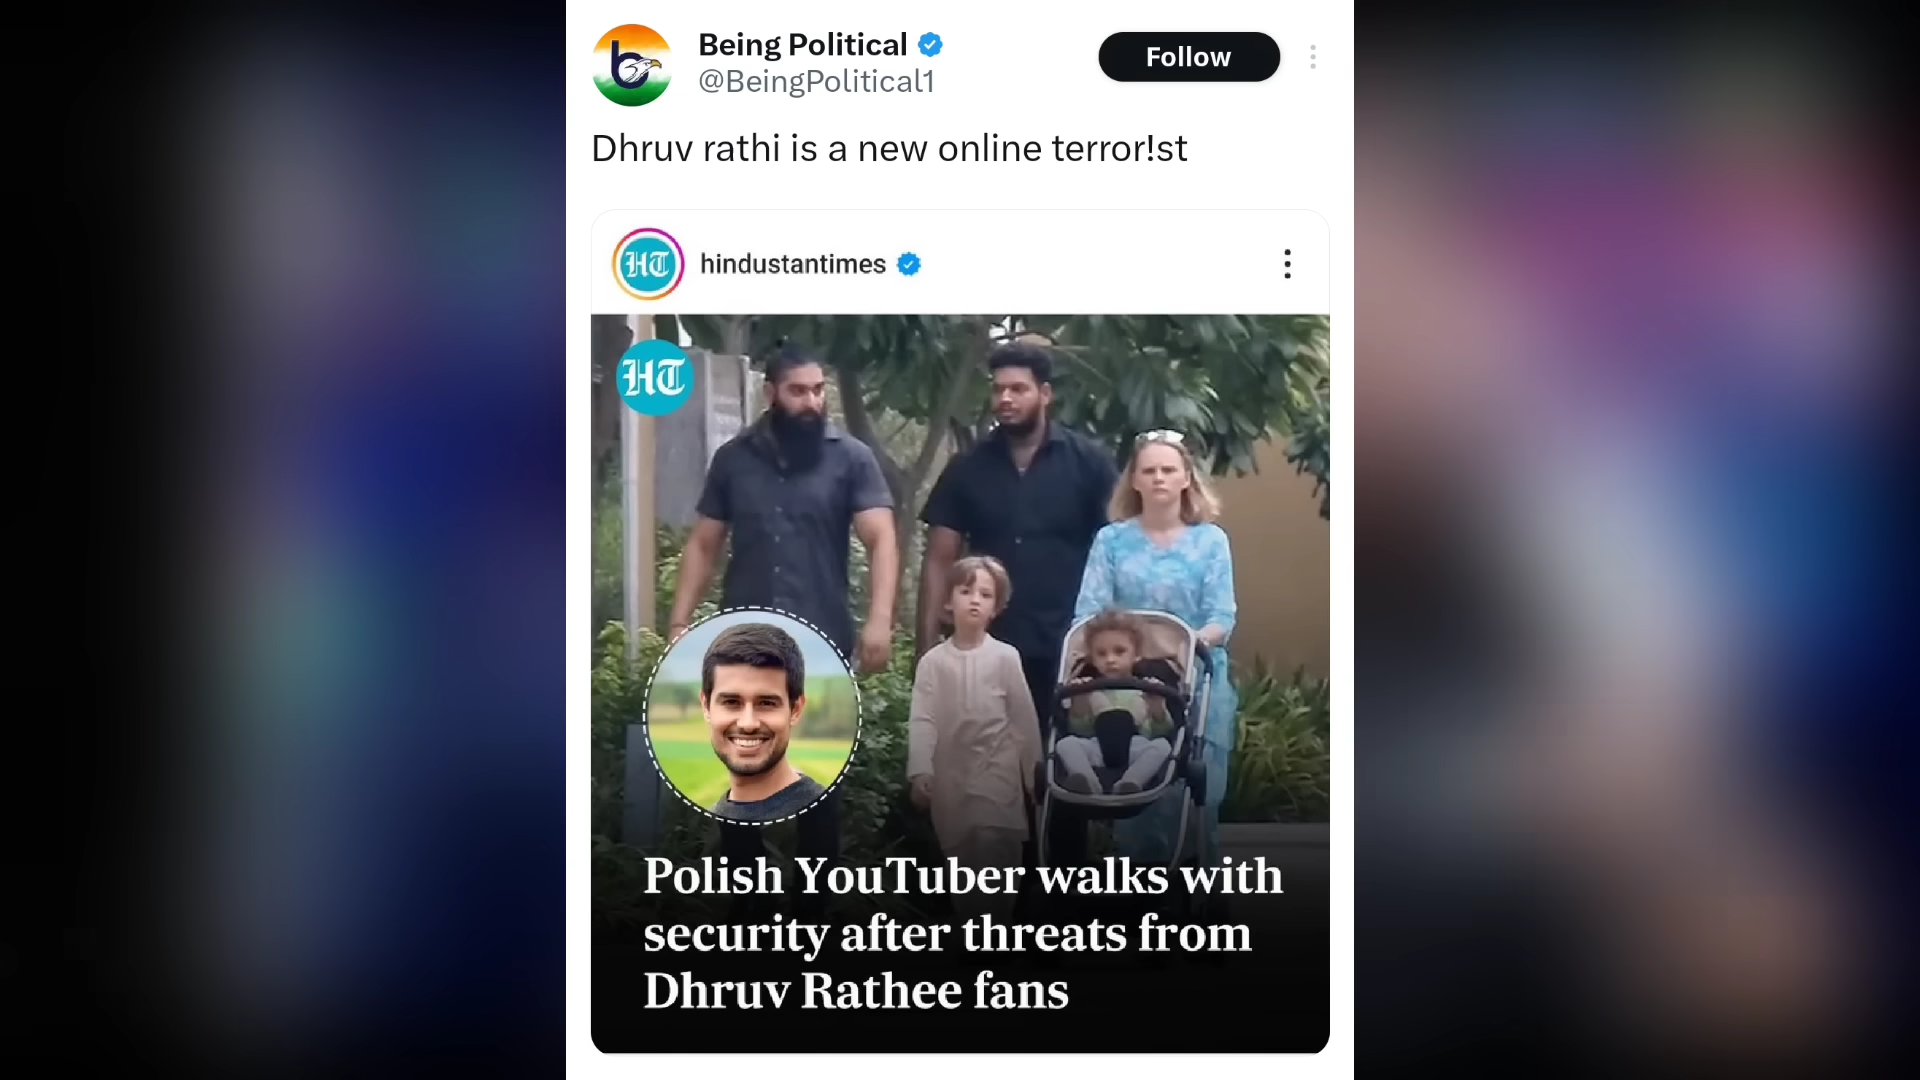 Being Political
@BeingPolitical1
Follow
Dhruv rathi is a new online terror!st
HT
hindustantimes
HT
Polish YouTuber walks with
security after threats from
Dhruv Rathee fans